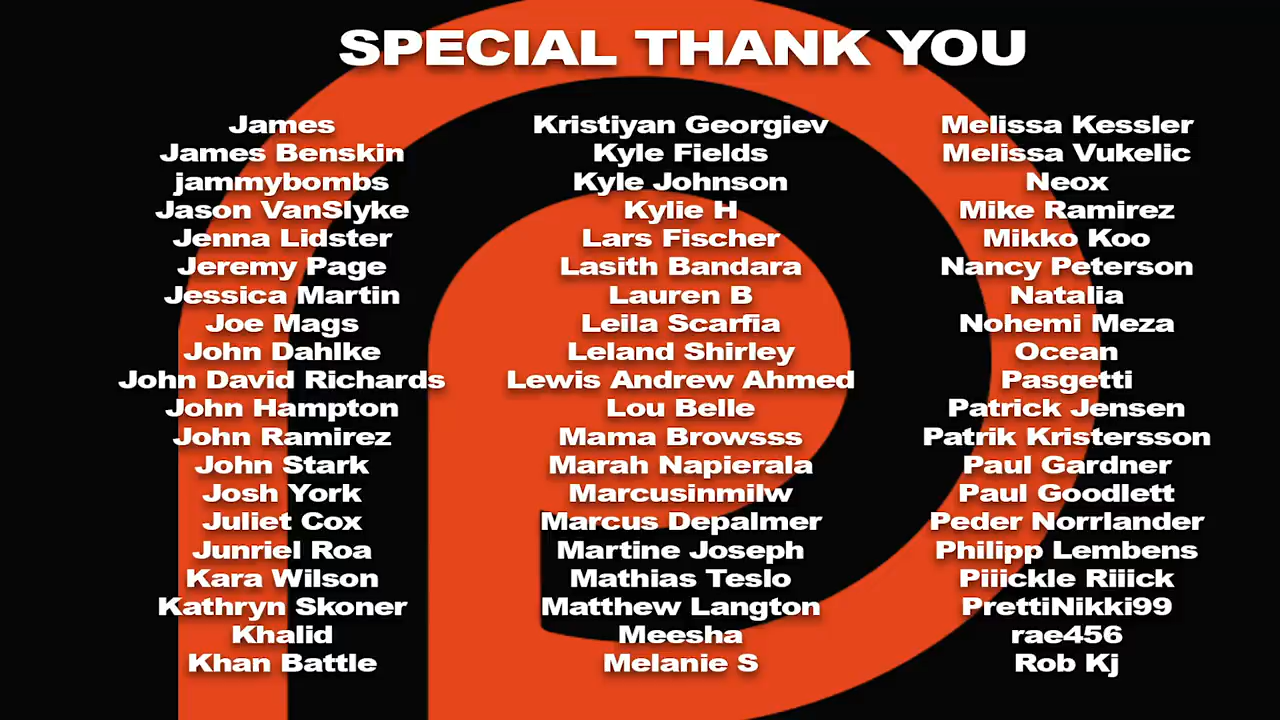 SPECIAL THANK YOU
James
James Benskin
jammybombs
Jason VanSlyke
Jenna Lidster
Jeremy Page
Jessica Martin
Joe Mags
John Dahlke
John David Richards
John Hampton
John Ramirez
John Stark
Josh York
Juliet Cox
Junriel Roa
Kara Wilson
Kathryn Skoner
Khalid
Khan Battle
Kristiyan Georgiev
Kyle Fields
Kyle Johnson
Kylie H
Lars Fischer
Lasith Bandara
Lauren B
Leila Scarfia
Leland Shirley
Lewis Andrew Ahmed
Lou Belle
Mama Browsss
Marah Napierala
Marcusinmilw
Marcus Depalmer
Martine Joseph
Mathias Teslo
Matthew Langton
Meesha
Melanie S
Melissa Kessler
Melissa Vukelic
Neox
Mike Ramirez
Mikko Koo
Nancy Peterson
Natalia
Nohemi Meza
Ocean
Pasgetti
Patrick Jensen
Patrik Kristersson
Paul Gardner
Paul Goodlett
Peder Norrlander
Philipp Lembens
Piiickle Riiick
PrettiNikki99
rae456
Rob Kj